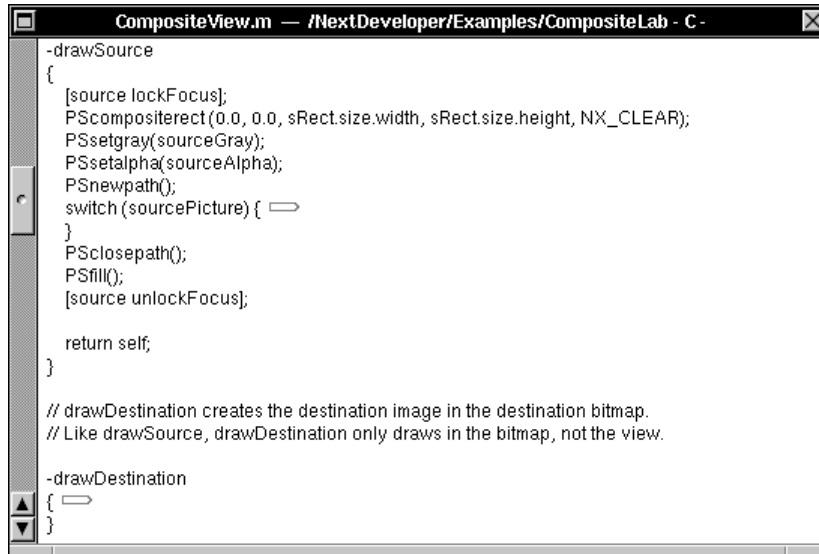 CompositeView.m — /NextDeveloper/Examples/CompositeLab - C -
-drawSource
{
[source lockFocus];
PScompositerect (0.0, 0.0, sRect.size.width, sRect.size.height, NX_CLEAR);
PSsetgray(sourceGray);
PSsetalpha(sourceAlpha);
PSnewpath();
switch (sourcePicture) {
}
PSclosepath();
PSfill();
[source unlockFocus];
return self;
}
// drawDestination creates the destination image in the destination bitmap.
// Like drawSource, drawDestination only draws in the bitmap, not the view.
-drawDestination
{
}